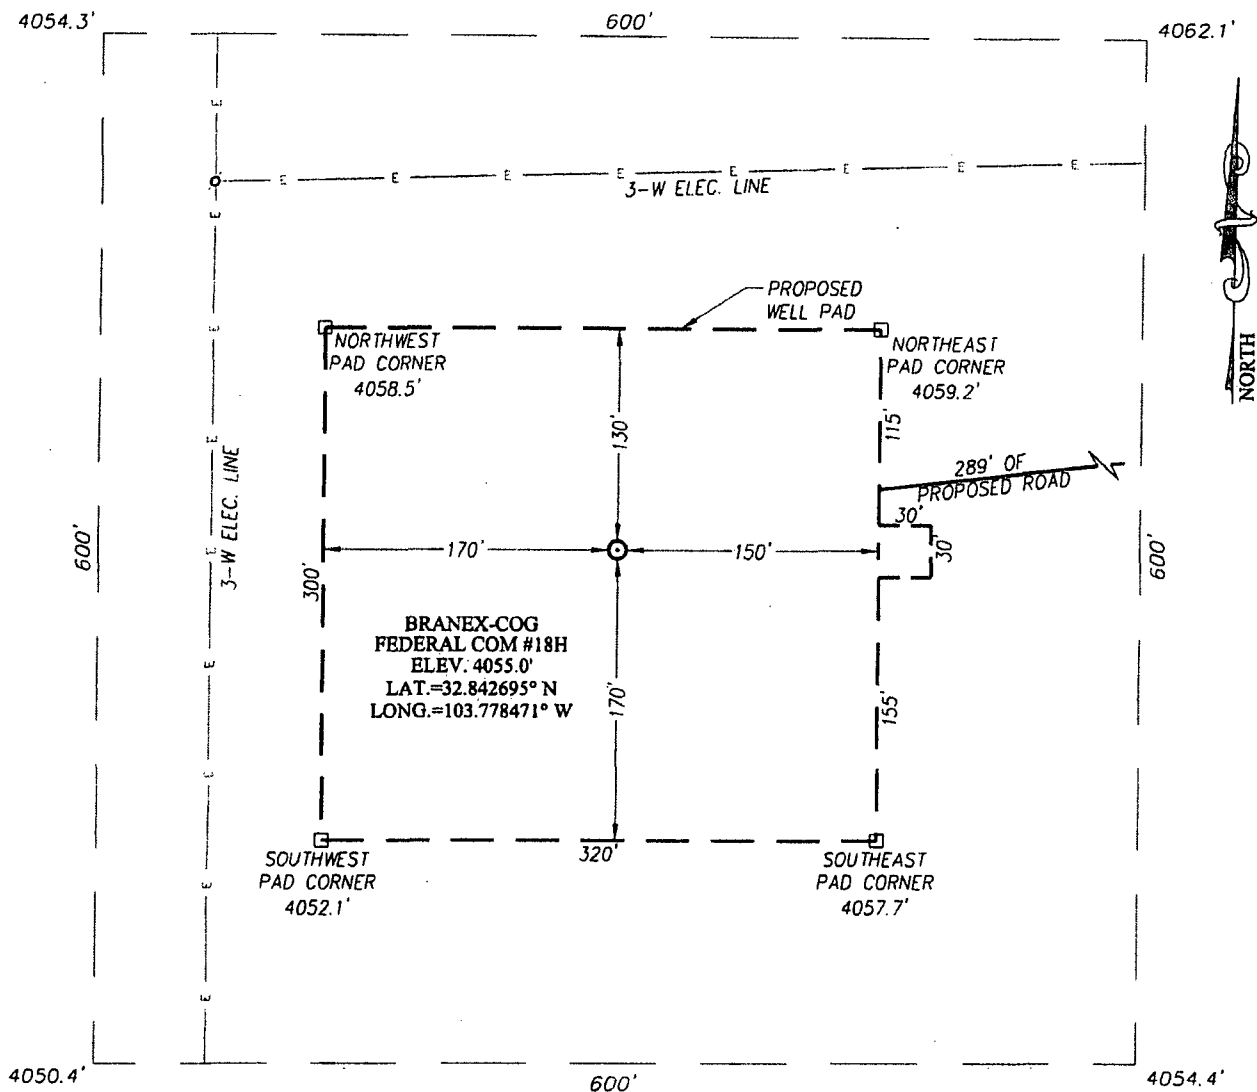 4054.3'
600'
4062.1'
E
E E E E E E E E
3-W ELEC. LINE
E
PROPOSED
WELL PAD
NORTH
E
NORTHWEST
PAD CORNER
4058.5'
NORTHEAST
PAD CORNER
4059.2'
130'
115'
E
3-W ELEC. LINE
289' OF
PROPOSED ROAD
30'
30'
600'
170'
150'
600'
300'
E
BRANEX-COG
FEDERAL COM #18H
ELEV. 4055.0'
LAT.=32.842695° N
LONG.=103.778471° W
E
170'
155'
E
320'
SOUTHWEST
PAD CORNER
4052.1'
SOUTHEAST
PAD CORNER
4057.7'
E
E
4050.4'
600'
4054.4'